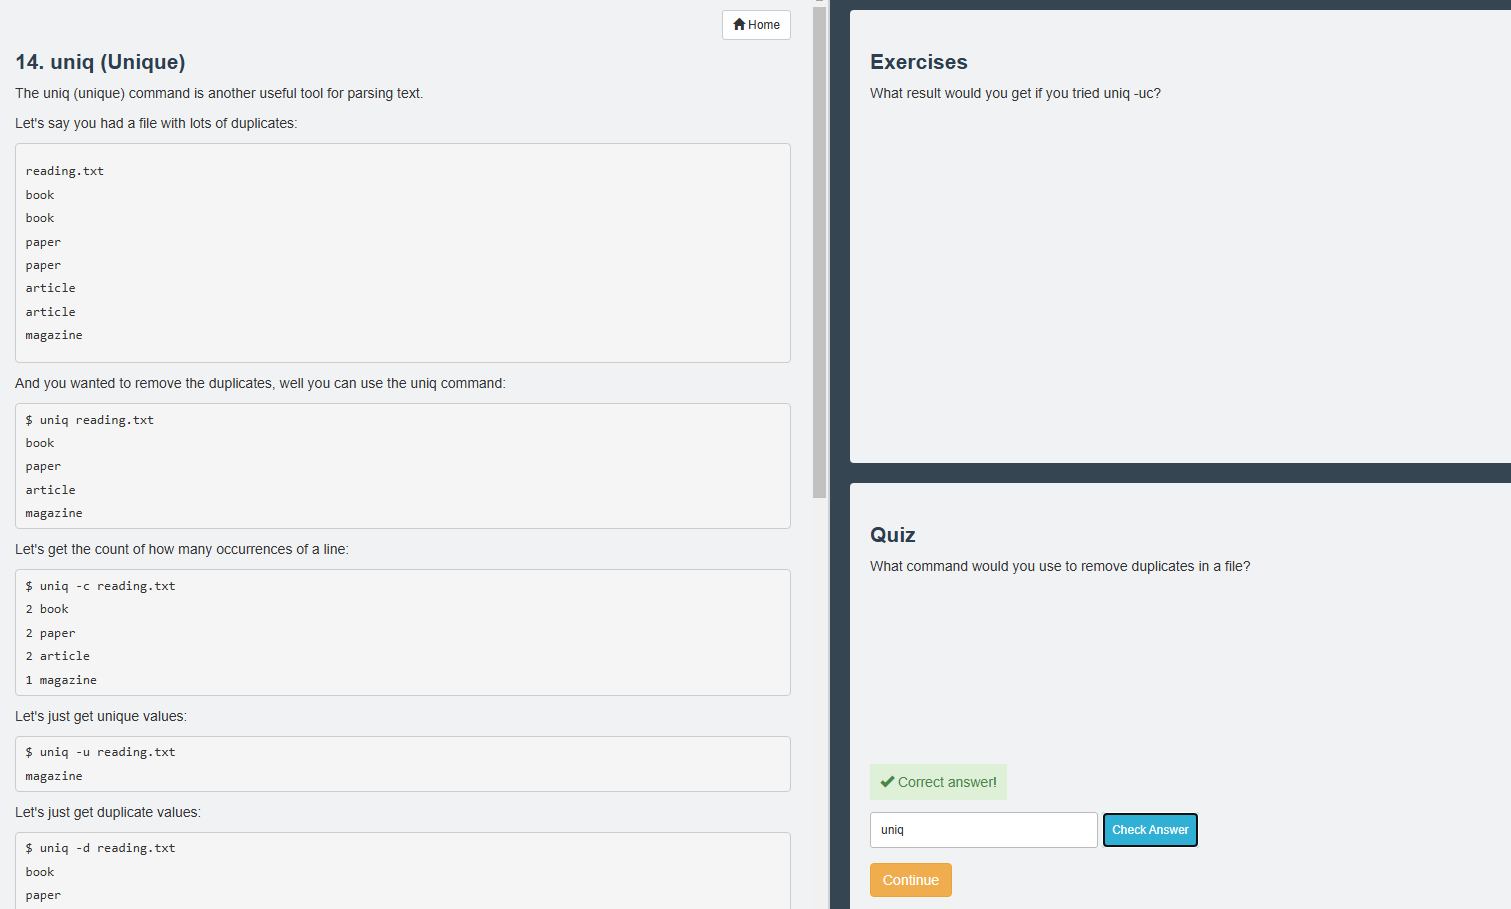 Home
14. uniq (Unique)
The uniq (unique) command is another useful tool for parsing text.
Let's say you had a file with lots of duplicates:
reading.txt
book
book
paper
paper
article
article
magazine
And you wanted to remove the duplicates, well you can use the uniq command:
$ uniq reading.txt
book
paper
article
magazine
Let's get the count of how many occurrences of a line:
$ uniq -c reading.txt
2 book
2 paper
2 article
1 magazine
Let's just get unique values:
$ uniq -u reading.txt
magazine
Let's just get duplicate values:
$ uniq -d reading.txt
book
paper
Exercises
What result would you get if you tried uniq -uc?
Quiz
What command would you use to remove duplicates in a file?
Correct answer!
uniq
Check Answer
Continue